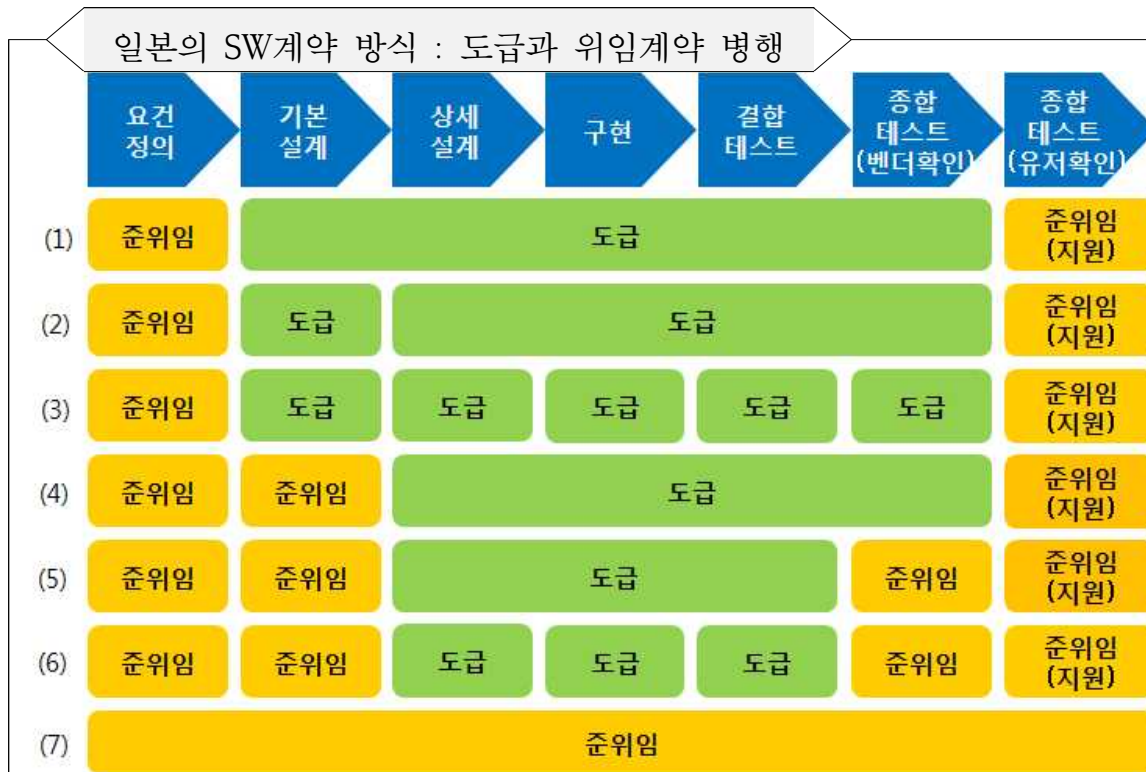 일본의 SW계약 방식 : 도급과 위임계약 병행
요건
정의
기본
설계
상세
설계
구현
결합
테스트
종합
테스트
(벤더확인)
종합
테스트
(유저확인)
(1)
준위임
도급
준위임
(지원)
(2)
준위임
도급
도급
준위임
(지원)
(3)
준위임
도급
도급
도급
도급
도급
준위임
(지원)
(4)
준위임
준위임
도급
준위임
(지원)
(5)
준위임
준위임
도급
준위임
준위임
(지원)
(6)
준위임
준위임
도급
도급
도급
준위임
준위임
(지원)
(7)
준위임